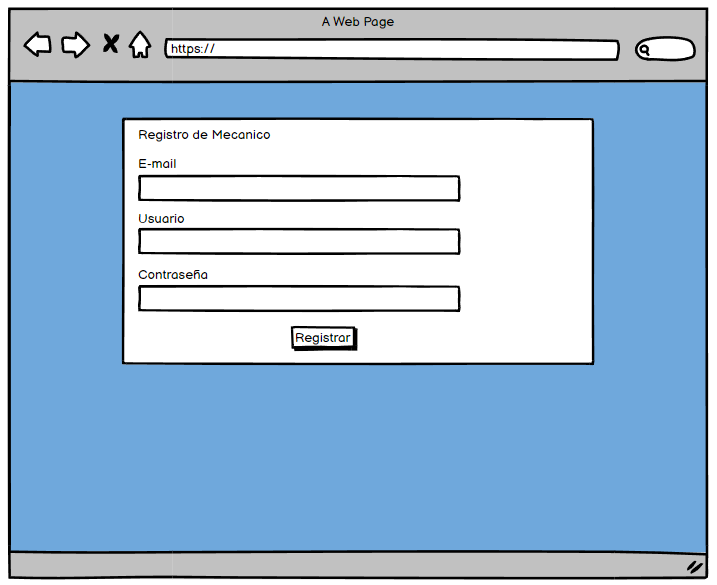 A Web Page
https://
Registro de Mecanico
E-mail
Usuario
Contraseña
Registrar